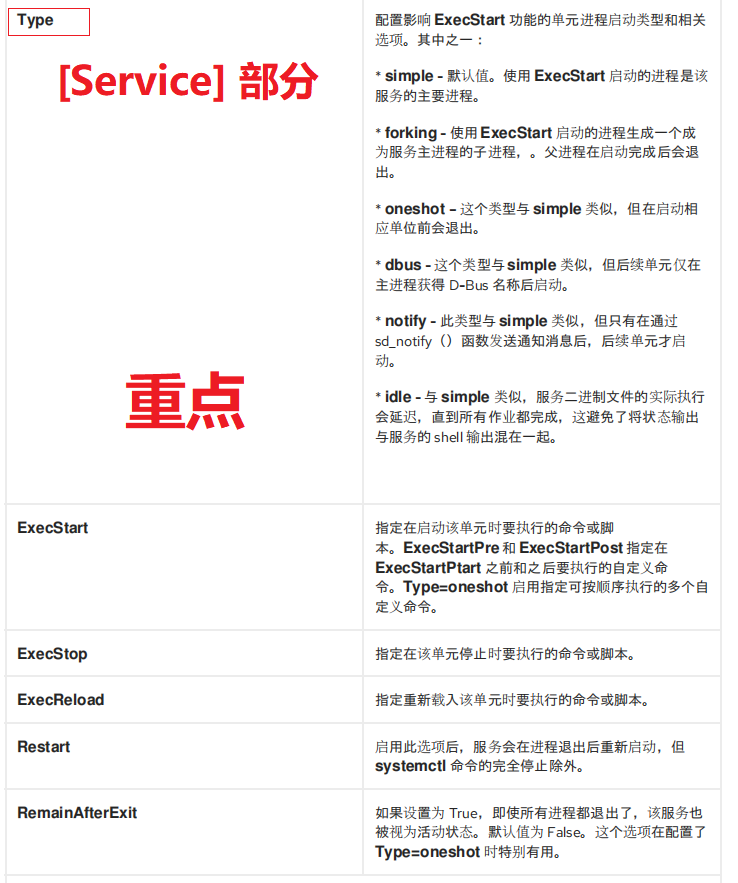 Type
[Service] 部分
重点
配置影响 ExecStart 功能的单元进程启动类型和相关
选项。其中之一：
* simple - 默认值。使用 ExecStart 启动的进程是该
服务的主要进程。
* forking - 使用 ExecStart 启动的进程生成一个成
为服务主进程的子进程，。父进程在启动完成后会退
出。
* oneshot – 这个类型与 simple 类似，但在启动相
应单位前会退出。
* dbus - 这个类型与 simple 类似，但后续单元仅在
主进程获得 D-Bus 名称后启动。
* notify - 此类型与 simple 类似，但只有在通过
sd_notify（）函数发送通知消息后，后续单元才启
动。
* idle - 与 simple 类似，服务二进制文件的实际执行
会延迟，直到所有作业都完成，这避免了将状态输出
与服务的 shell 输出混在一起。
ExecStart
指定在启动该单元时要执行的命令或脚
本。ExecStartPre 和 ExecStartPost 指定在
ExecStartPtart 之前和之后要执行的自定义命
令。Type=oneshot 启用指定可按顺序执行的多个自
定义命令。
ExecStop
指定在该单元停止时要执行的命令或脚本。
ExecReload
指定重新载入该单元时要执行的命令或脚本。
Restart
启用此选项后，服务会在进程退出后重新启动，但
systemctl 命令的完全停止除外。
RemainAfterExit
如果设置为 True，即使所有进程都退出了，该服务也
被视为活动状态。默认值为 False。这个选项在配置了
Type=oneshot 时特别有用。